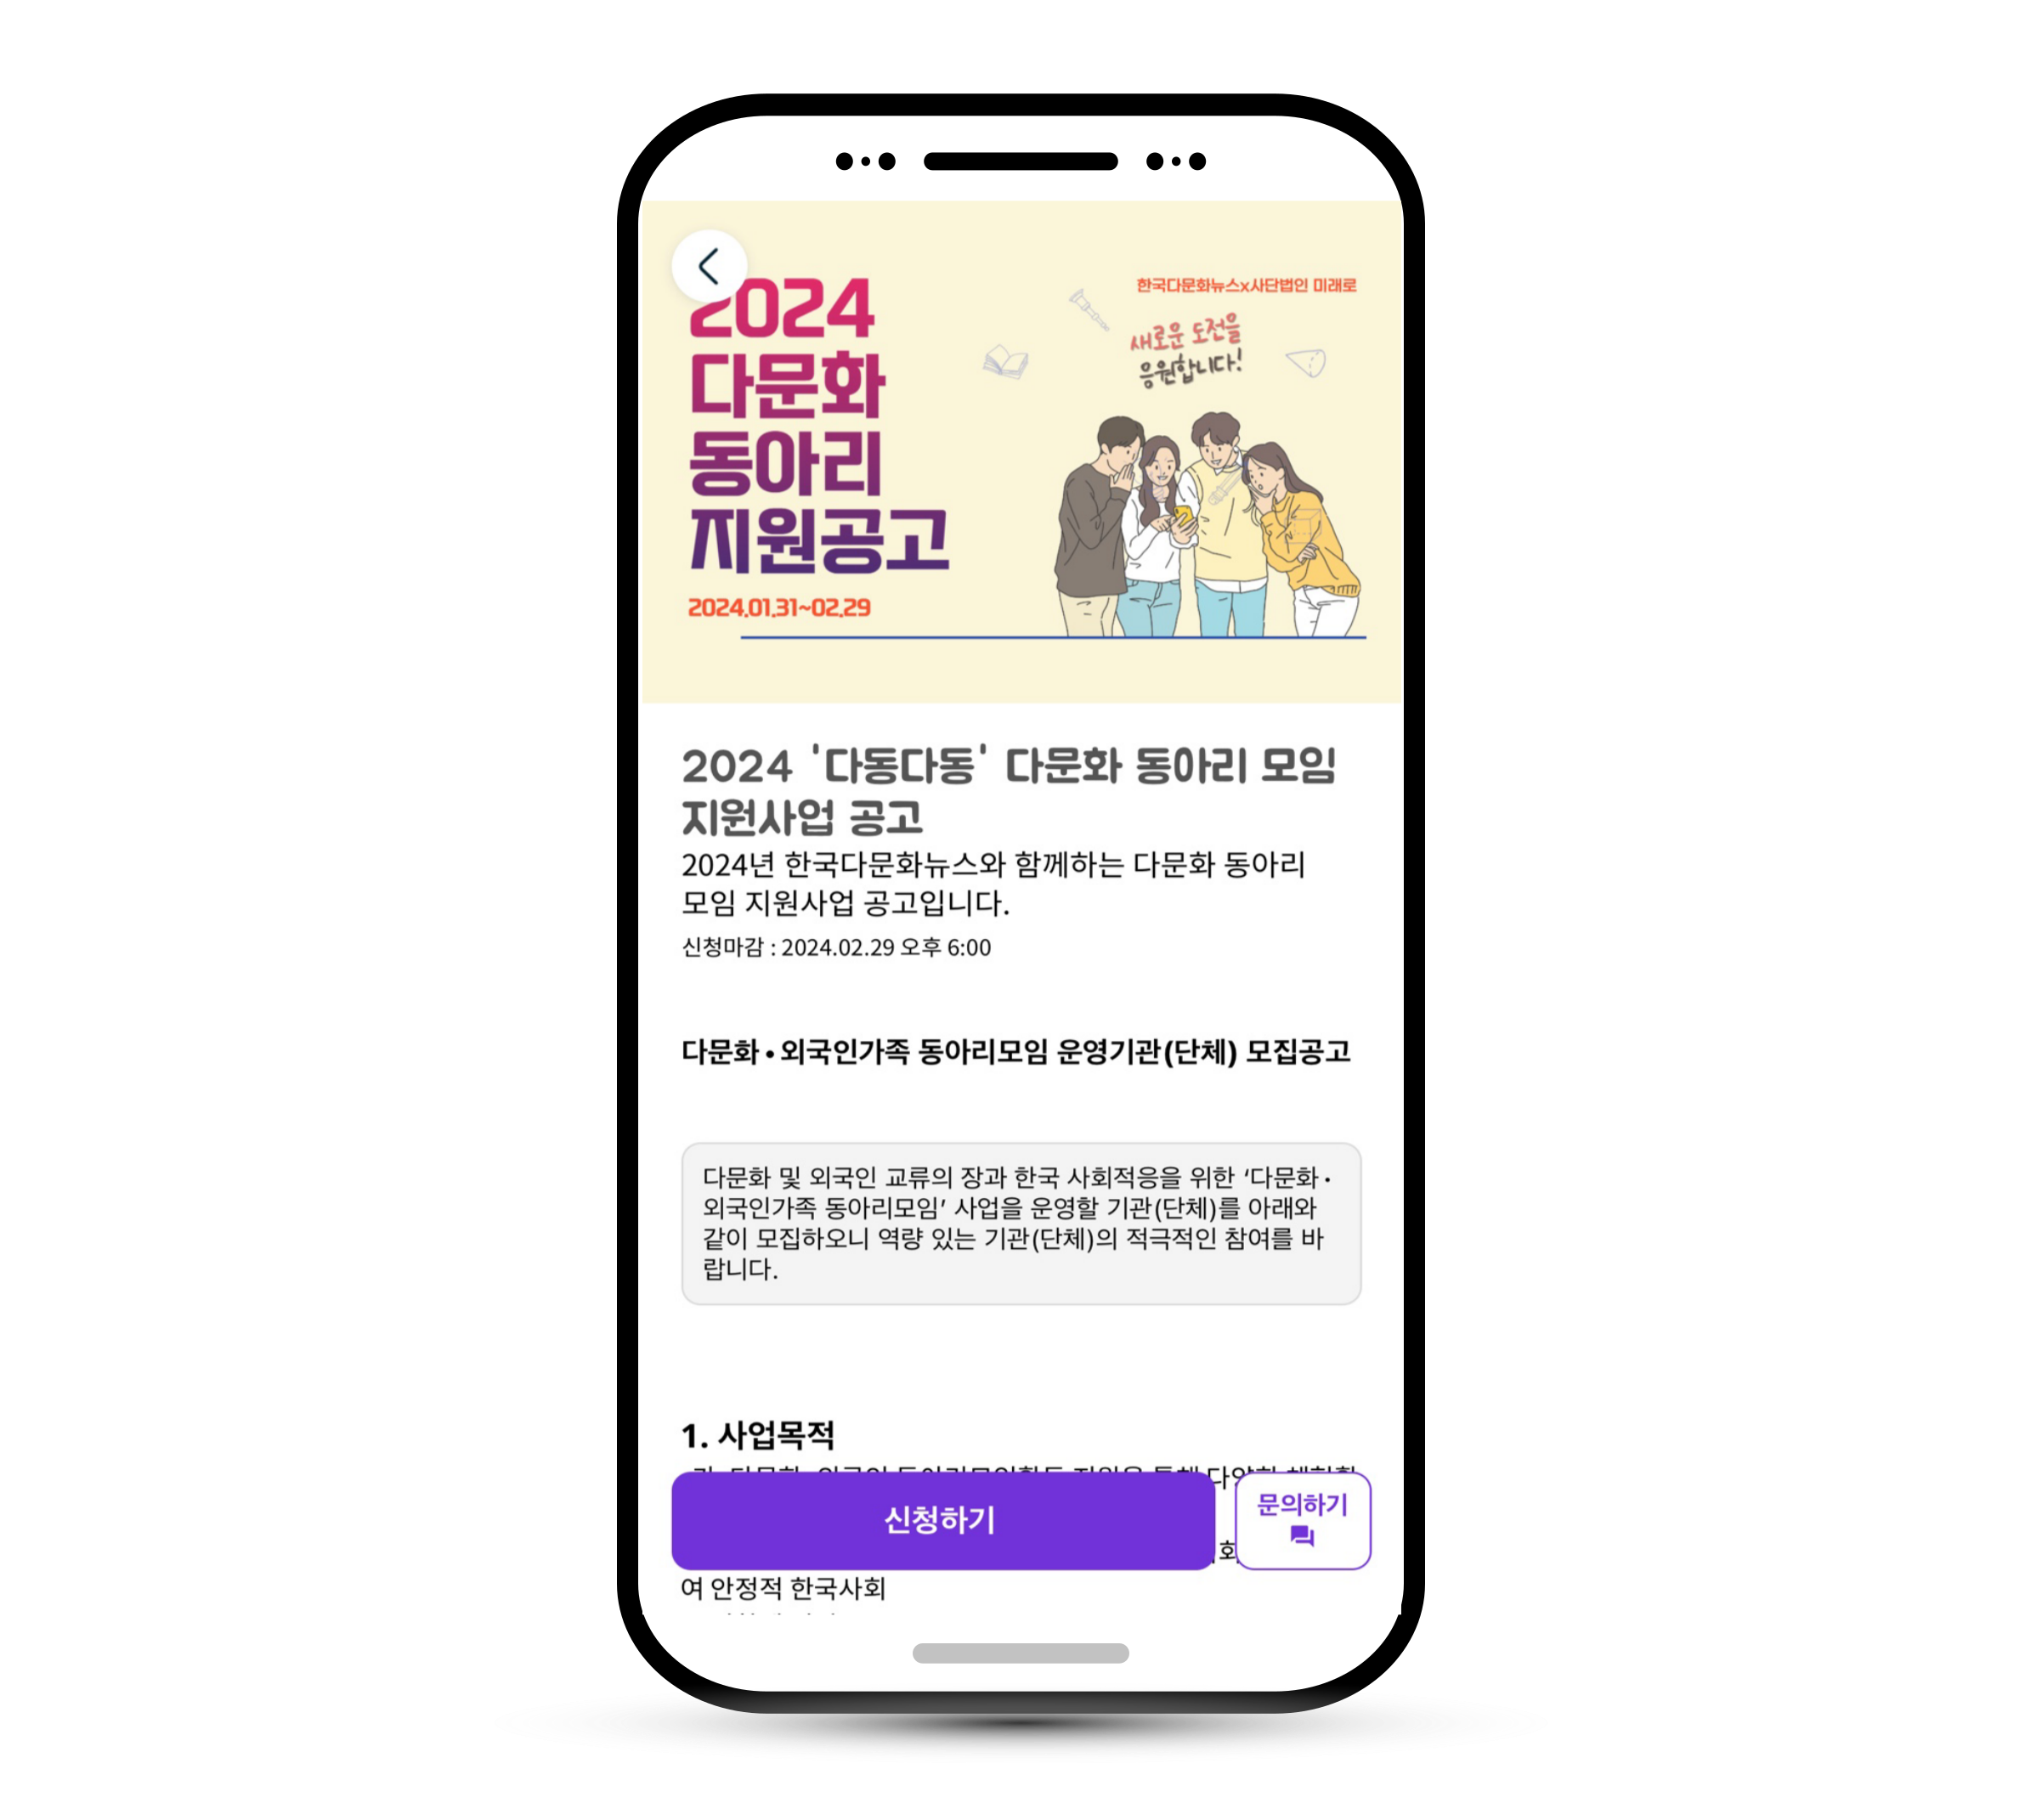 2024
다문화
동아리
지원공고
2024.01.31~02.29
한국다문화뉴스x사단법인 미래로
새로운 도전을
응원합니다!
2024 '다동다동' 다문화 동아리 모임
지원사업 공고
2024년 한국다문화뉴스와 함께하는 다문화 동아리
모임 지원사업 공고입니다.
신청마감 : 2024.02.29 오후 6:00
다문화·외국인가족 동아리모임 운영기관(단체) 모집공고
다문화 및 외국인 교류의 장과 한국 사회적응을 위한 '다문화·
외국인가족 동아리모임' 사업을 운영할 기관(단체)를 아래와
같이 모집하오니 역량 있는 기관(단체)의 적극적인 참여를 바
랍니다.
1. 사업목적
신청하기
문의하기
여 안정적 한국사회